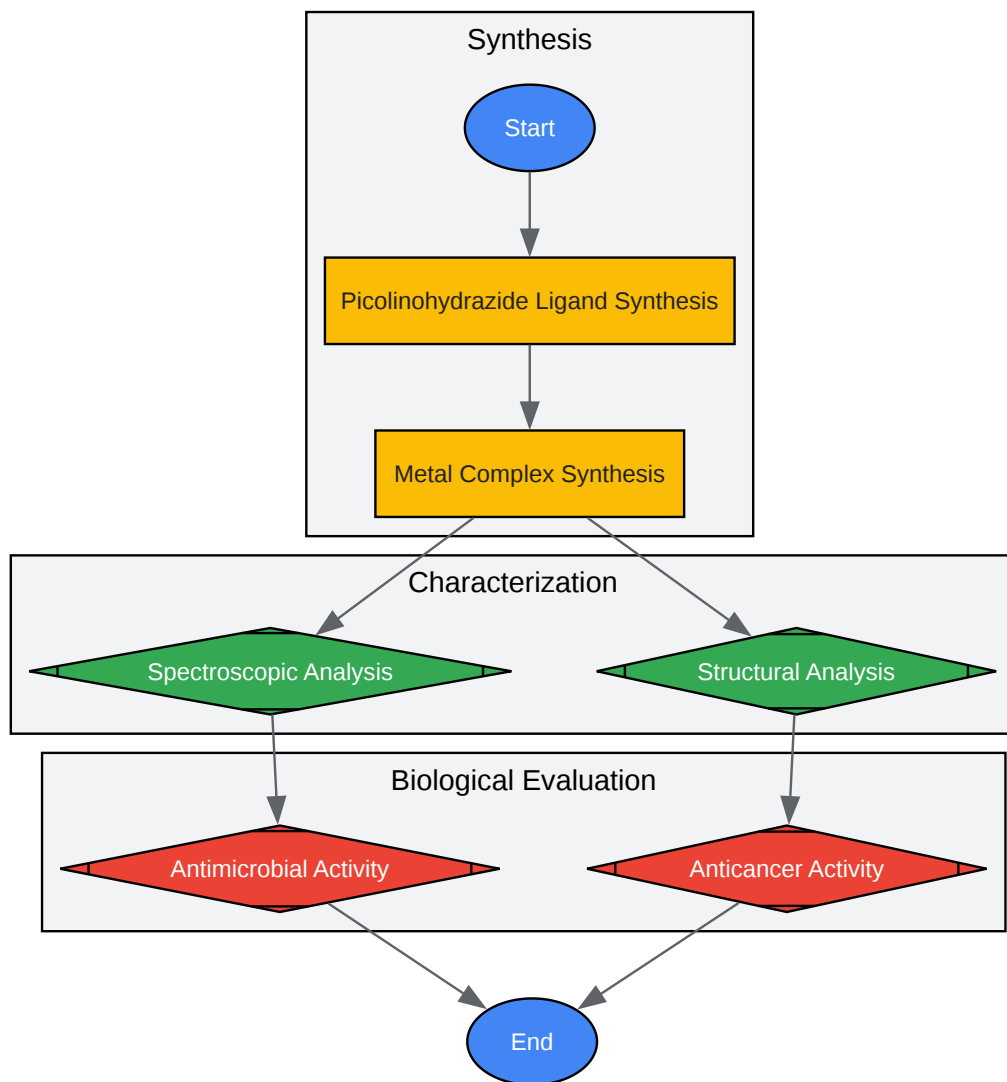 Synthesis
Start
Picolinohydrazide Ligand Synthesis
Metal Complex Synthesis
Characterization
Spectroscopic Analysis
Structural Analysis
Biological Evaluation
Antimicrobial Activity
Anticancer Activity
End